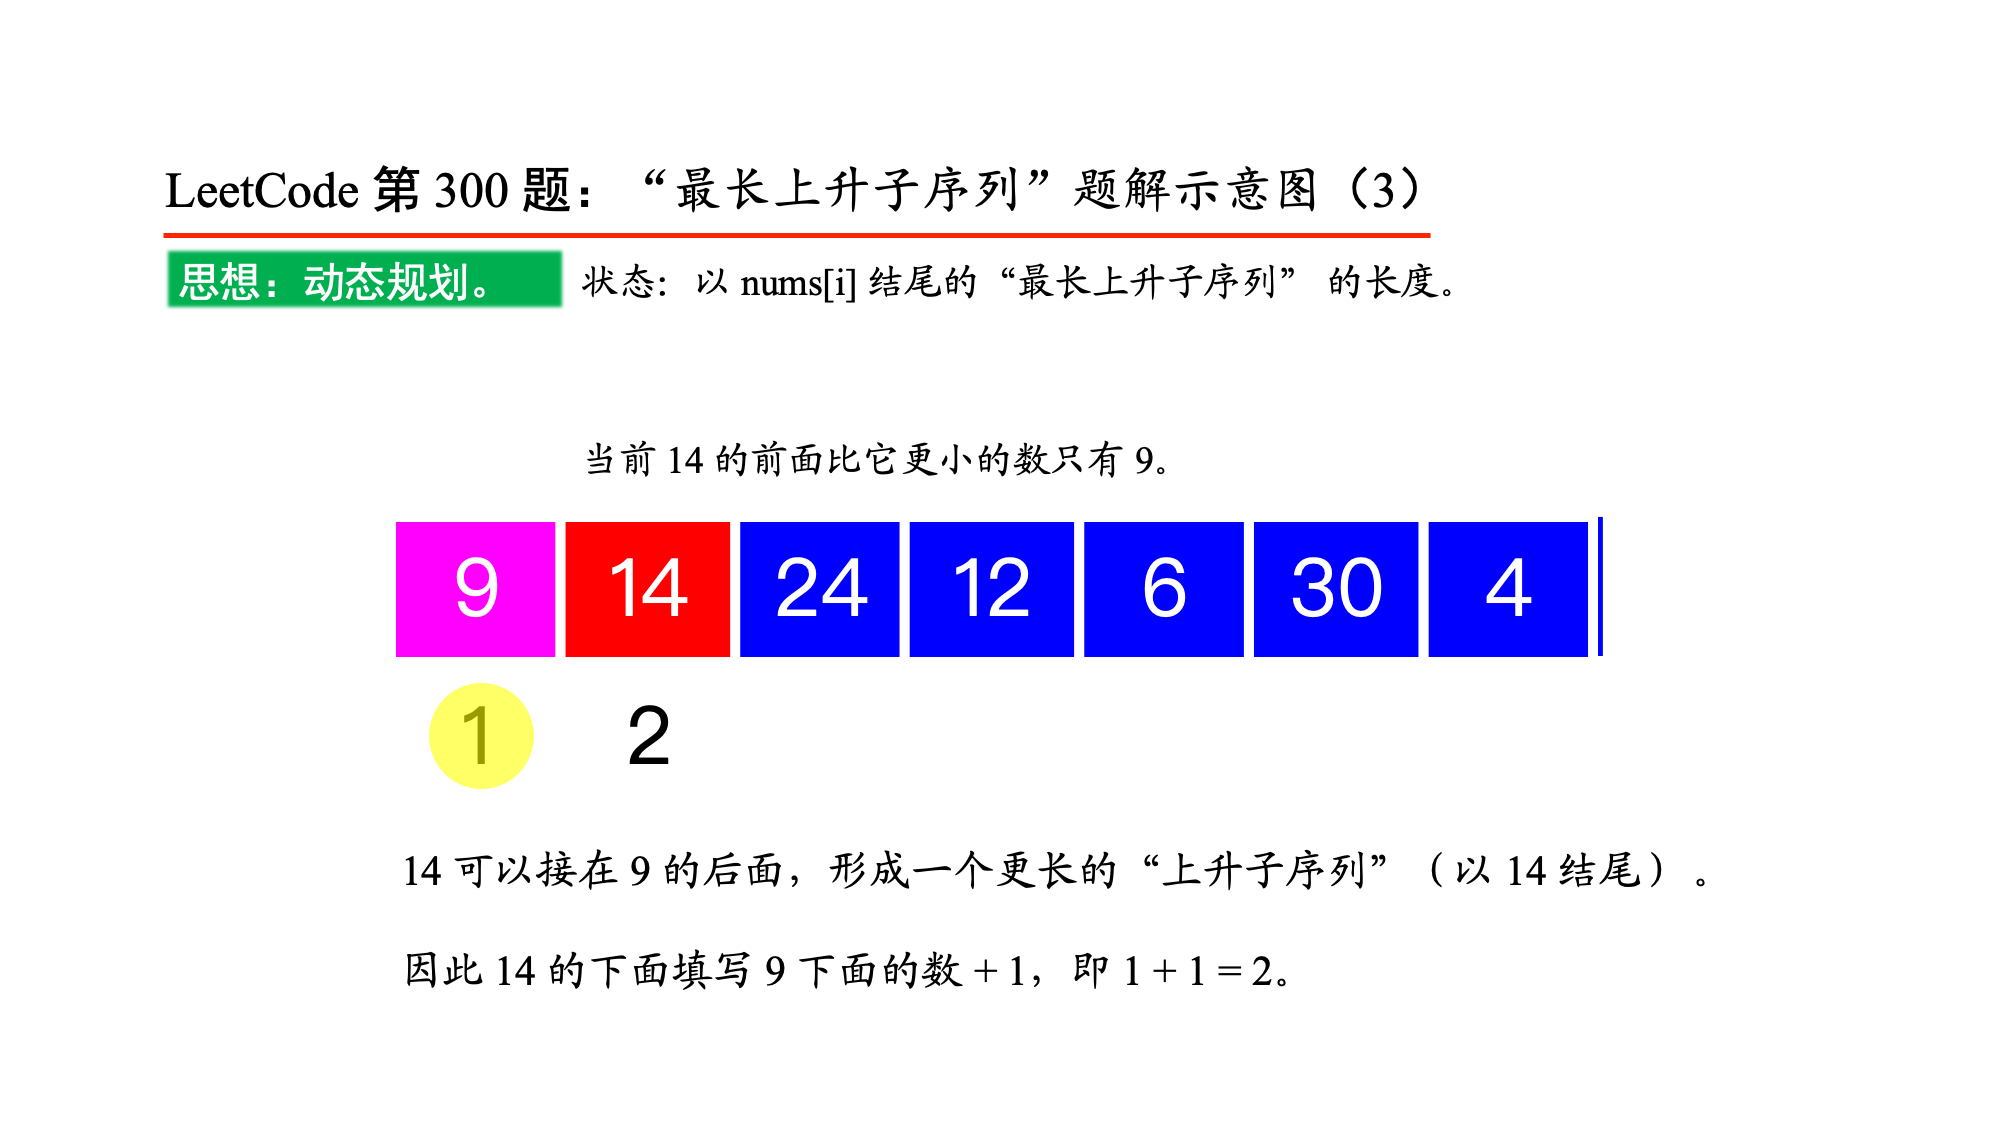 LeetCode 第 300 题：“最长上升子序列”题解示意图（3）
思想：动态规划。 状态：以 nums[i] 结尾的“最长上升子序列” 的长度。
当前 14 的前面比它更小的数只有 9。
9 14 24 12 6 30 4
1 2
14 可以接在 9 的后面，形成一个更长的“上升子序列”（以 14 结尾）。
因此 14 的下面填写 9 下面的数 + 1，即 1 + 1 = 2。